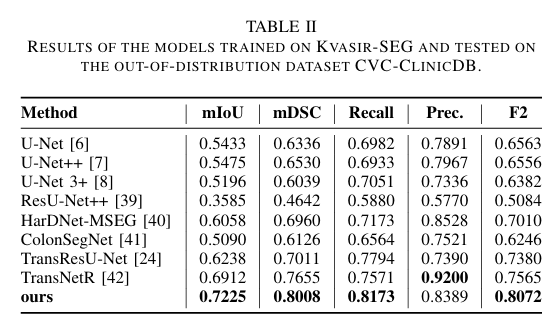 TABLE II
RESULTS OF THE MODELS TRAINED ON KVASIR-SEG AND TESTED ON
THE OUT-OF-DISTRIBUTION DATASET CVC-CLINICDB.
Method mIoU mDSC Recall Prec. F2
U-Net [6] 0.5433 0.6336 0.6982 0.7891 0.6563
U-Net++ [7] 0.5475 0.6530 0.6933 0.7967 0.6556
U-Net 3+ [8] 0.5196 0.6039 0.7051 0.7336 0.6382
ResU-Net++ [39] 0.3585 0.4642 0.5880 0.5770 0.5084
HarDNet-MSEG [40] 0.6058 0.6960 0.7173 0.8528 0.7010
ColonSegNet [41] 0.5090 0.6126 0.6564 0.7521 0.6246
TransResU-Net [24] 0.6238 0.7011 0.7794 0.7390 0.7380
TransNetR [42] 0.6912 0.7655 0.7571 0.9200 0.7565
ours 0.7225 0.8008 0.8173 0.8389 0.8072